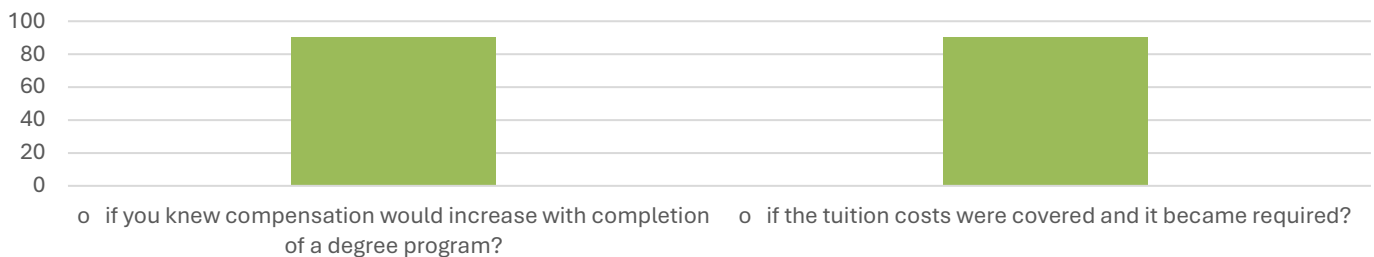 100
80
60
40
20
0
o if you knew compensation would increase with completion
of a degree program?
o if the tuition costs were covered and it became required?